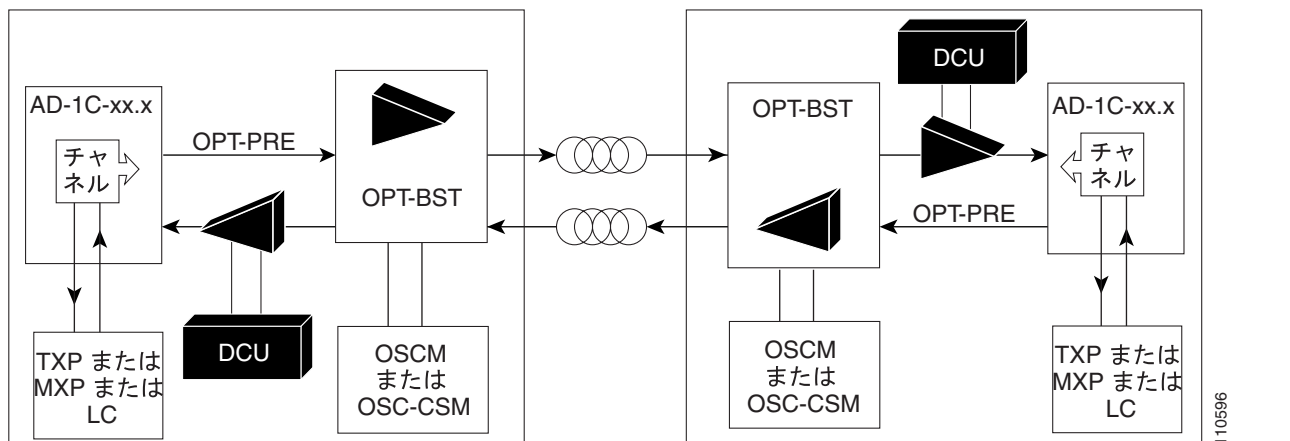 DCU
AD-1C-xx.x
OPT-BST
AD-1C-xx.x
チャ
ネル
OPT-PRE
チャ
ネル
OPT-BST
OPT-PRE
TXP または
MXP または
LC
DCU
OSCM
または
OSC-CSM
OSCM
または
OSC-CSM
TXP または
MXP または
LC
110596